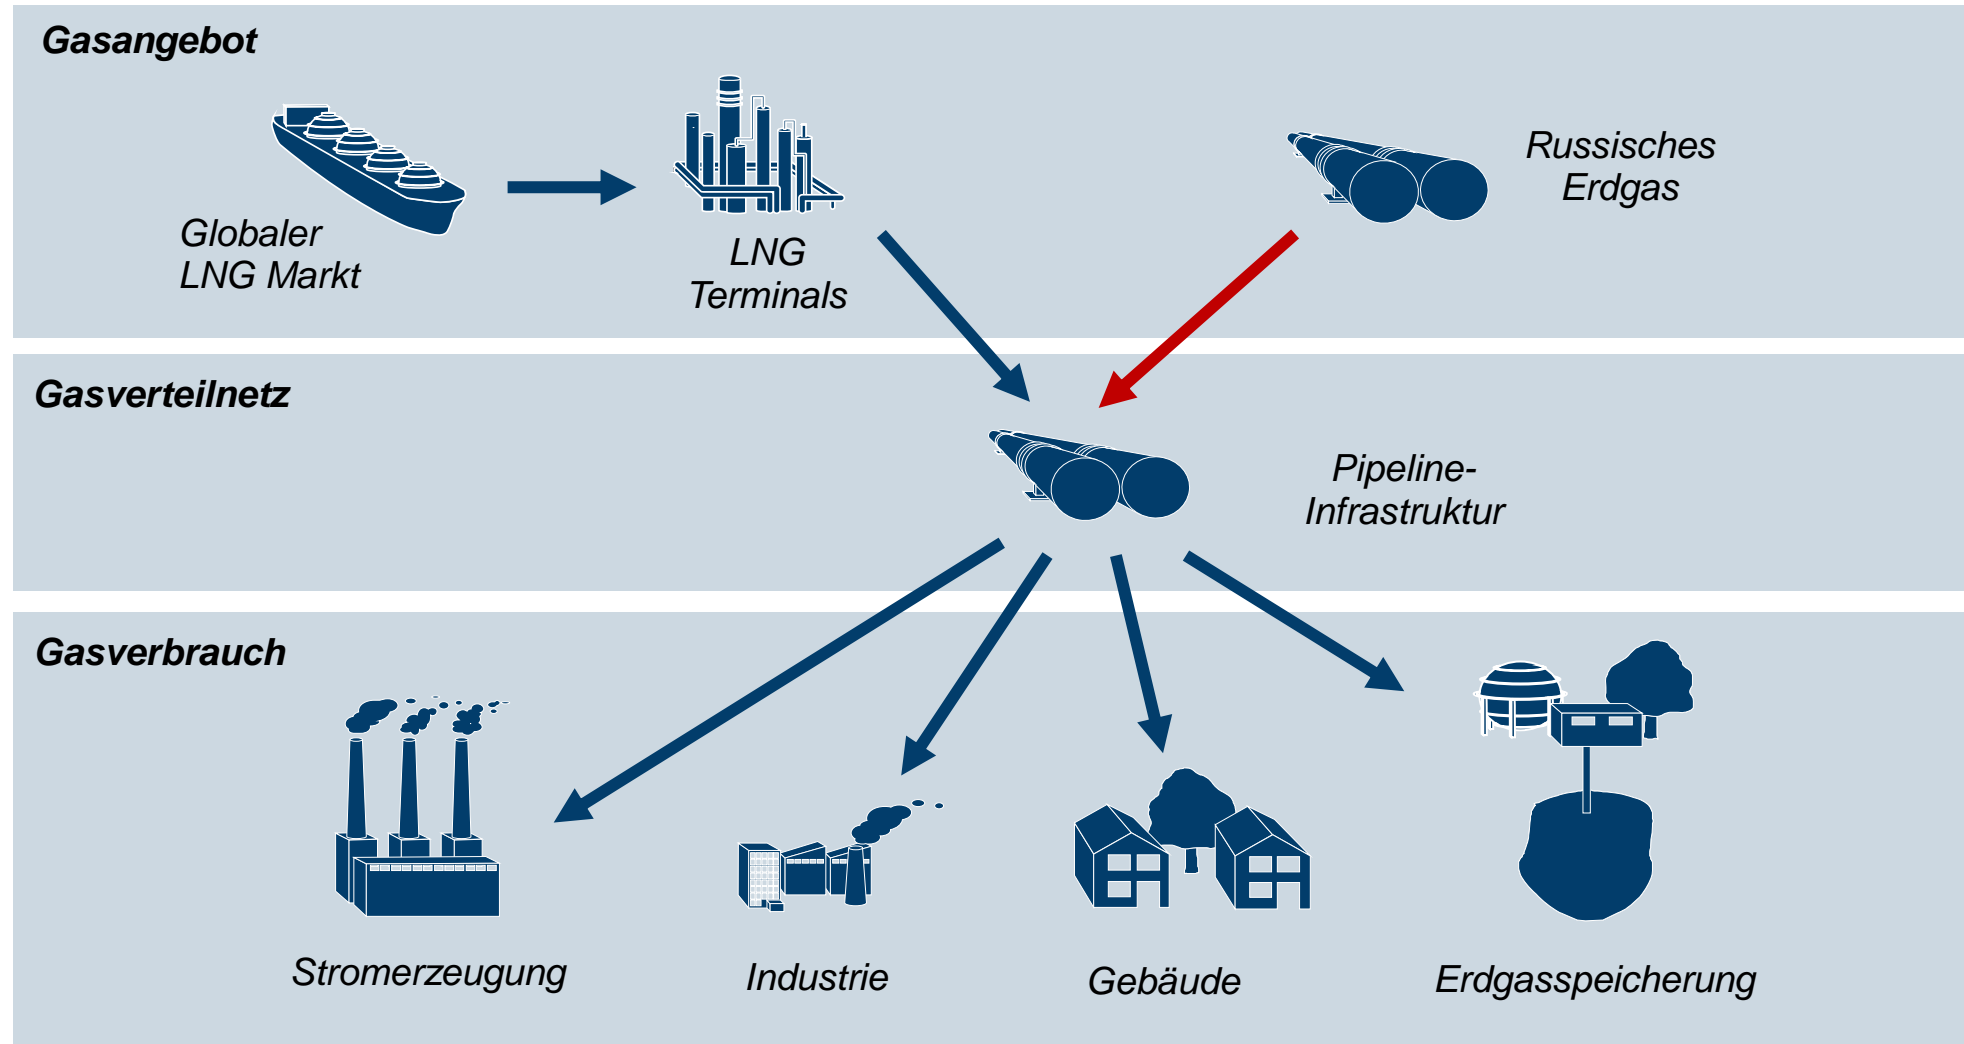 Gasangebot
Globaler
LNG Markt
LNG
Terminals
Russisches
Erdgas
Gasverteilnetz
Pipeline-
Infrastruktur
Gasverbrauch
Stromerzeugung
Industrie
Gebäude
Erdgasspeicherung